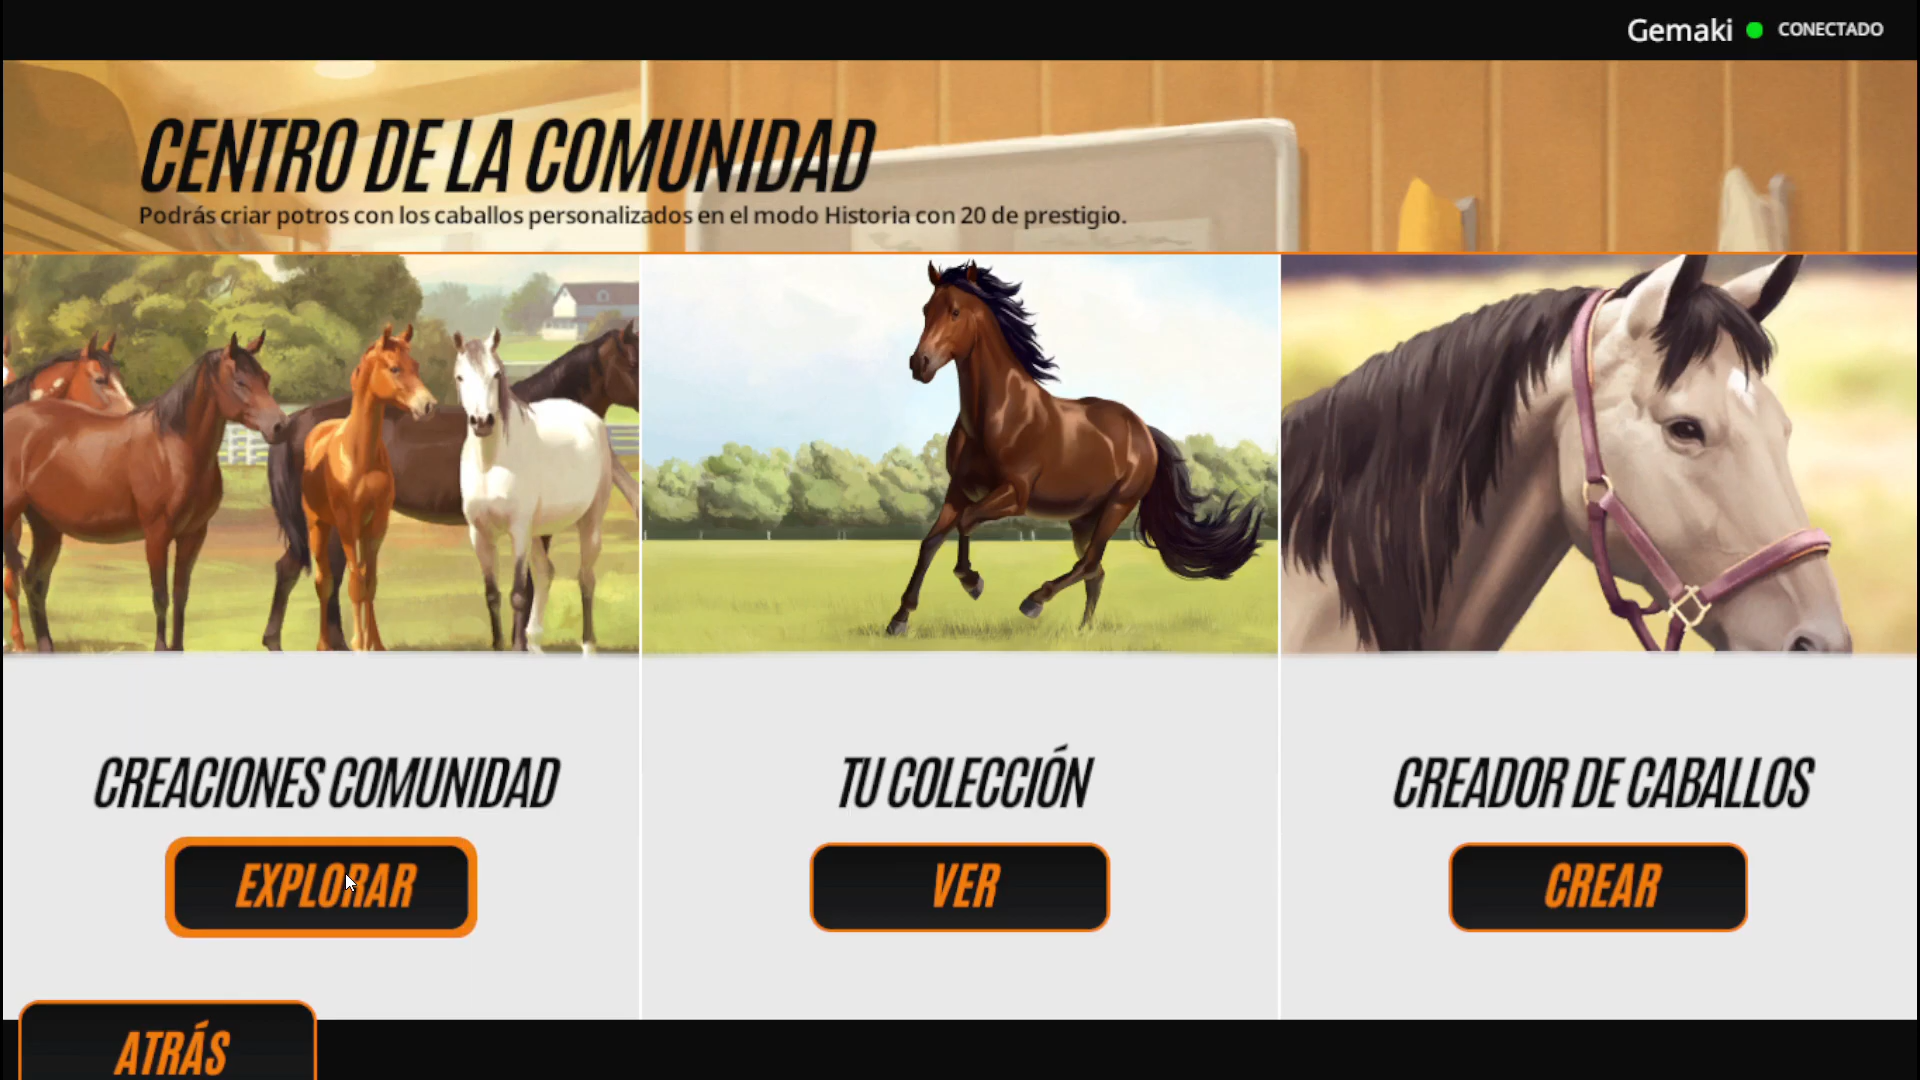 Gemaki CONECTADO
CENTRO DE LA COMUNIDAD
Podrás criar potros con los caballos personalizados en el modo Historia con 20 de prestigio.
CREACIONES COMUNIDAD
EXPLORAR
TU COLECCIÓN
VER
CREADOR DE CABALLOS
CREAR
ATRÁS